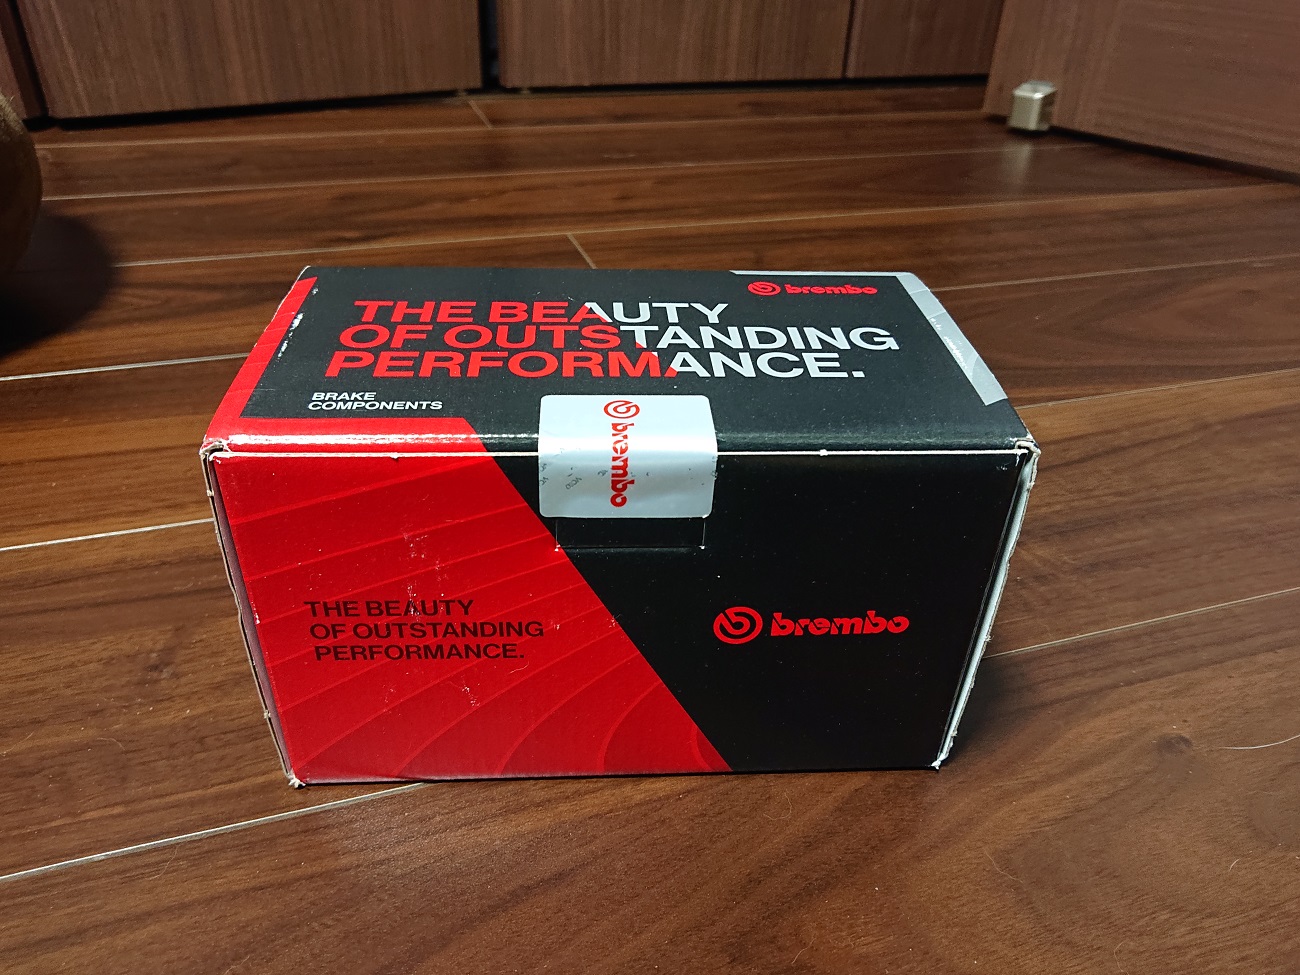 brembo
THE BEAUTY
OF OUTSTANDING
PERFORMANCE.
BRAKE
COMPONENTS
brembo
THE BEAUTY
OF OUTSTANDING
PERFORMANCE.
brembo